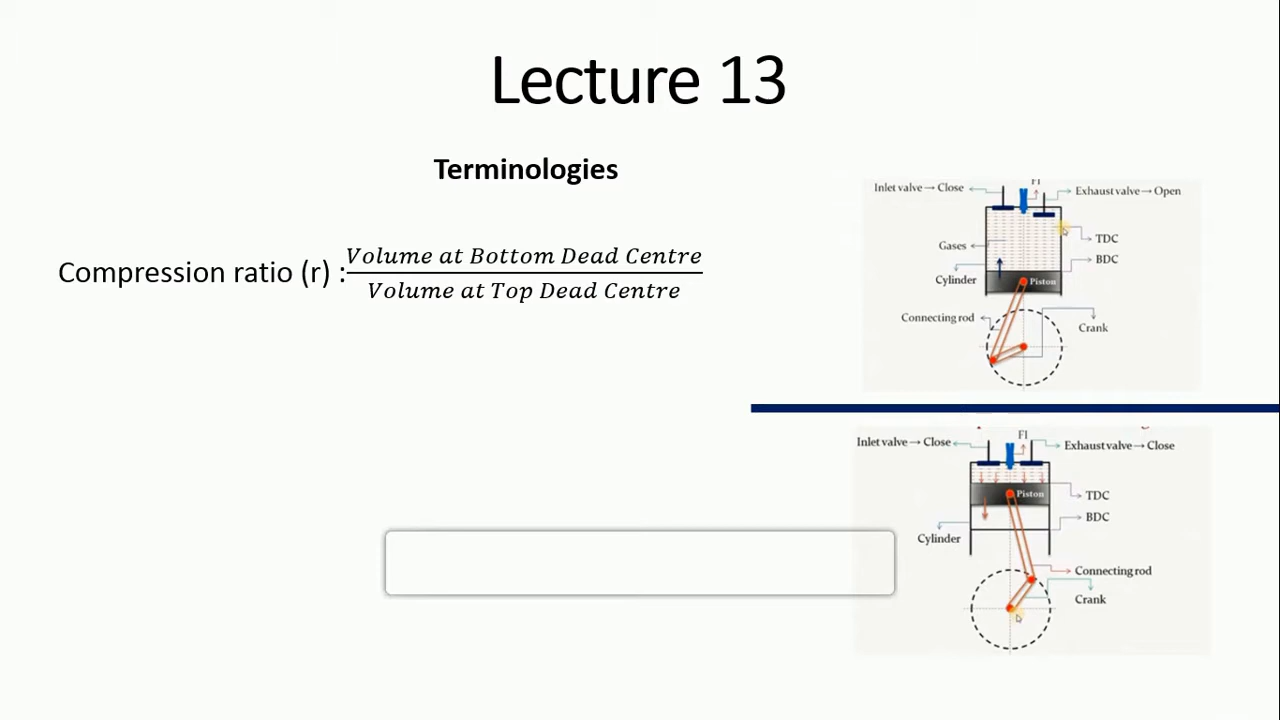 Lecture 13
Terminologies
Compression ratio (r) : Volume at Bottom Dead Centre
Volume at Top Dead Centre
FI
Inlet valve → Close
Exhaust valve → Open
TDC
Gases
BDC
Cylinder
Piston
Connecting rod
Crank
FI
Inlet valve → Close
Exhaust valve → Close
Piston
TDC
BDC
Cylinder
Connecting rod
Crank